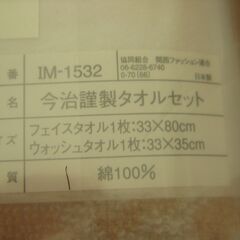 番 IM-1532
協同組合 関西ファッション連合
06-6228-6740
0-70(66) 日本製
名 今治謹製タオルセット
イズ フェイスタオル1枚:33×80cm
ウォッシュタオル1枚:33×35cm
質 綿100%